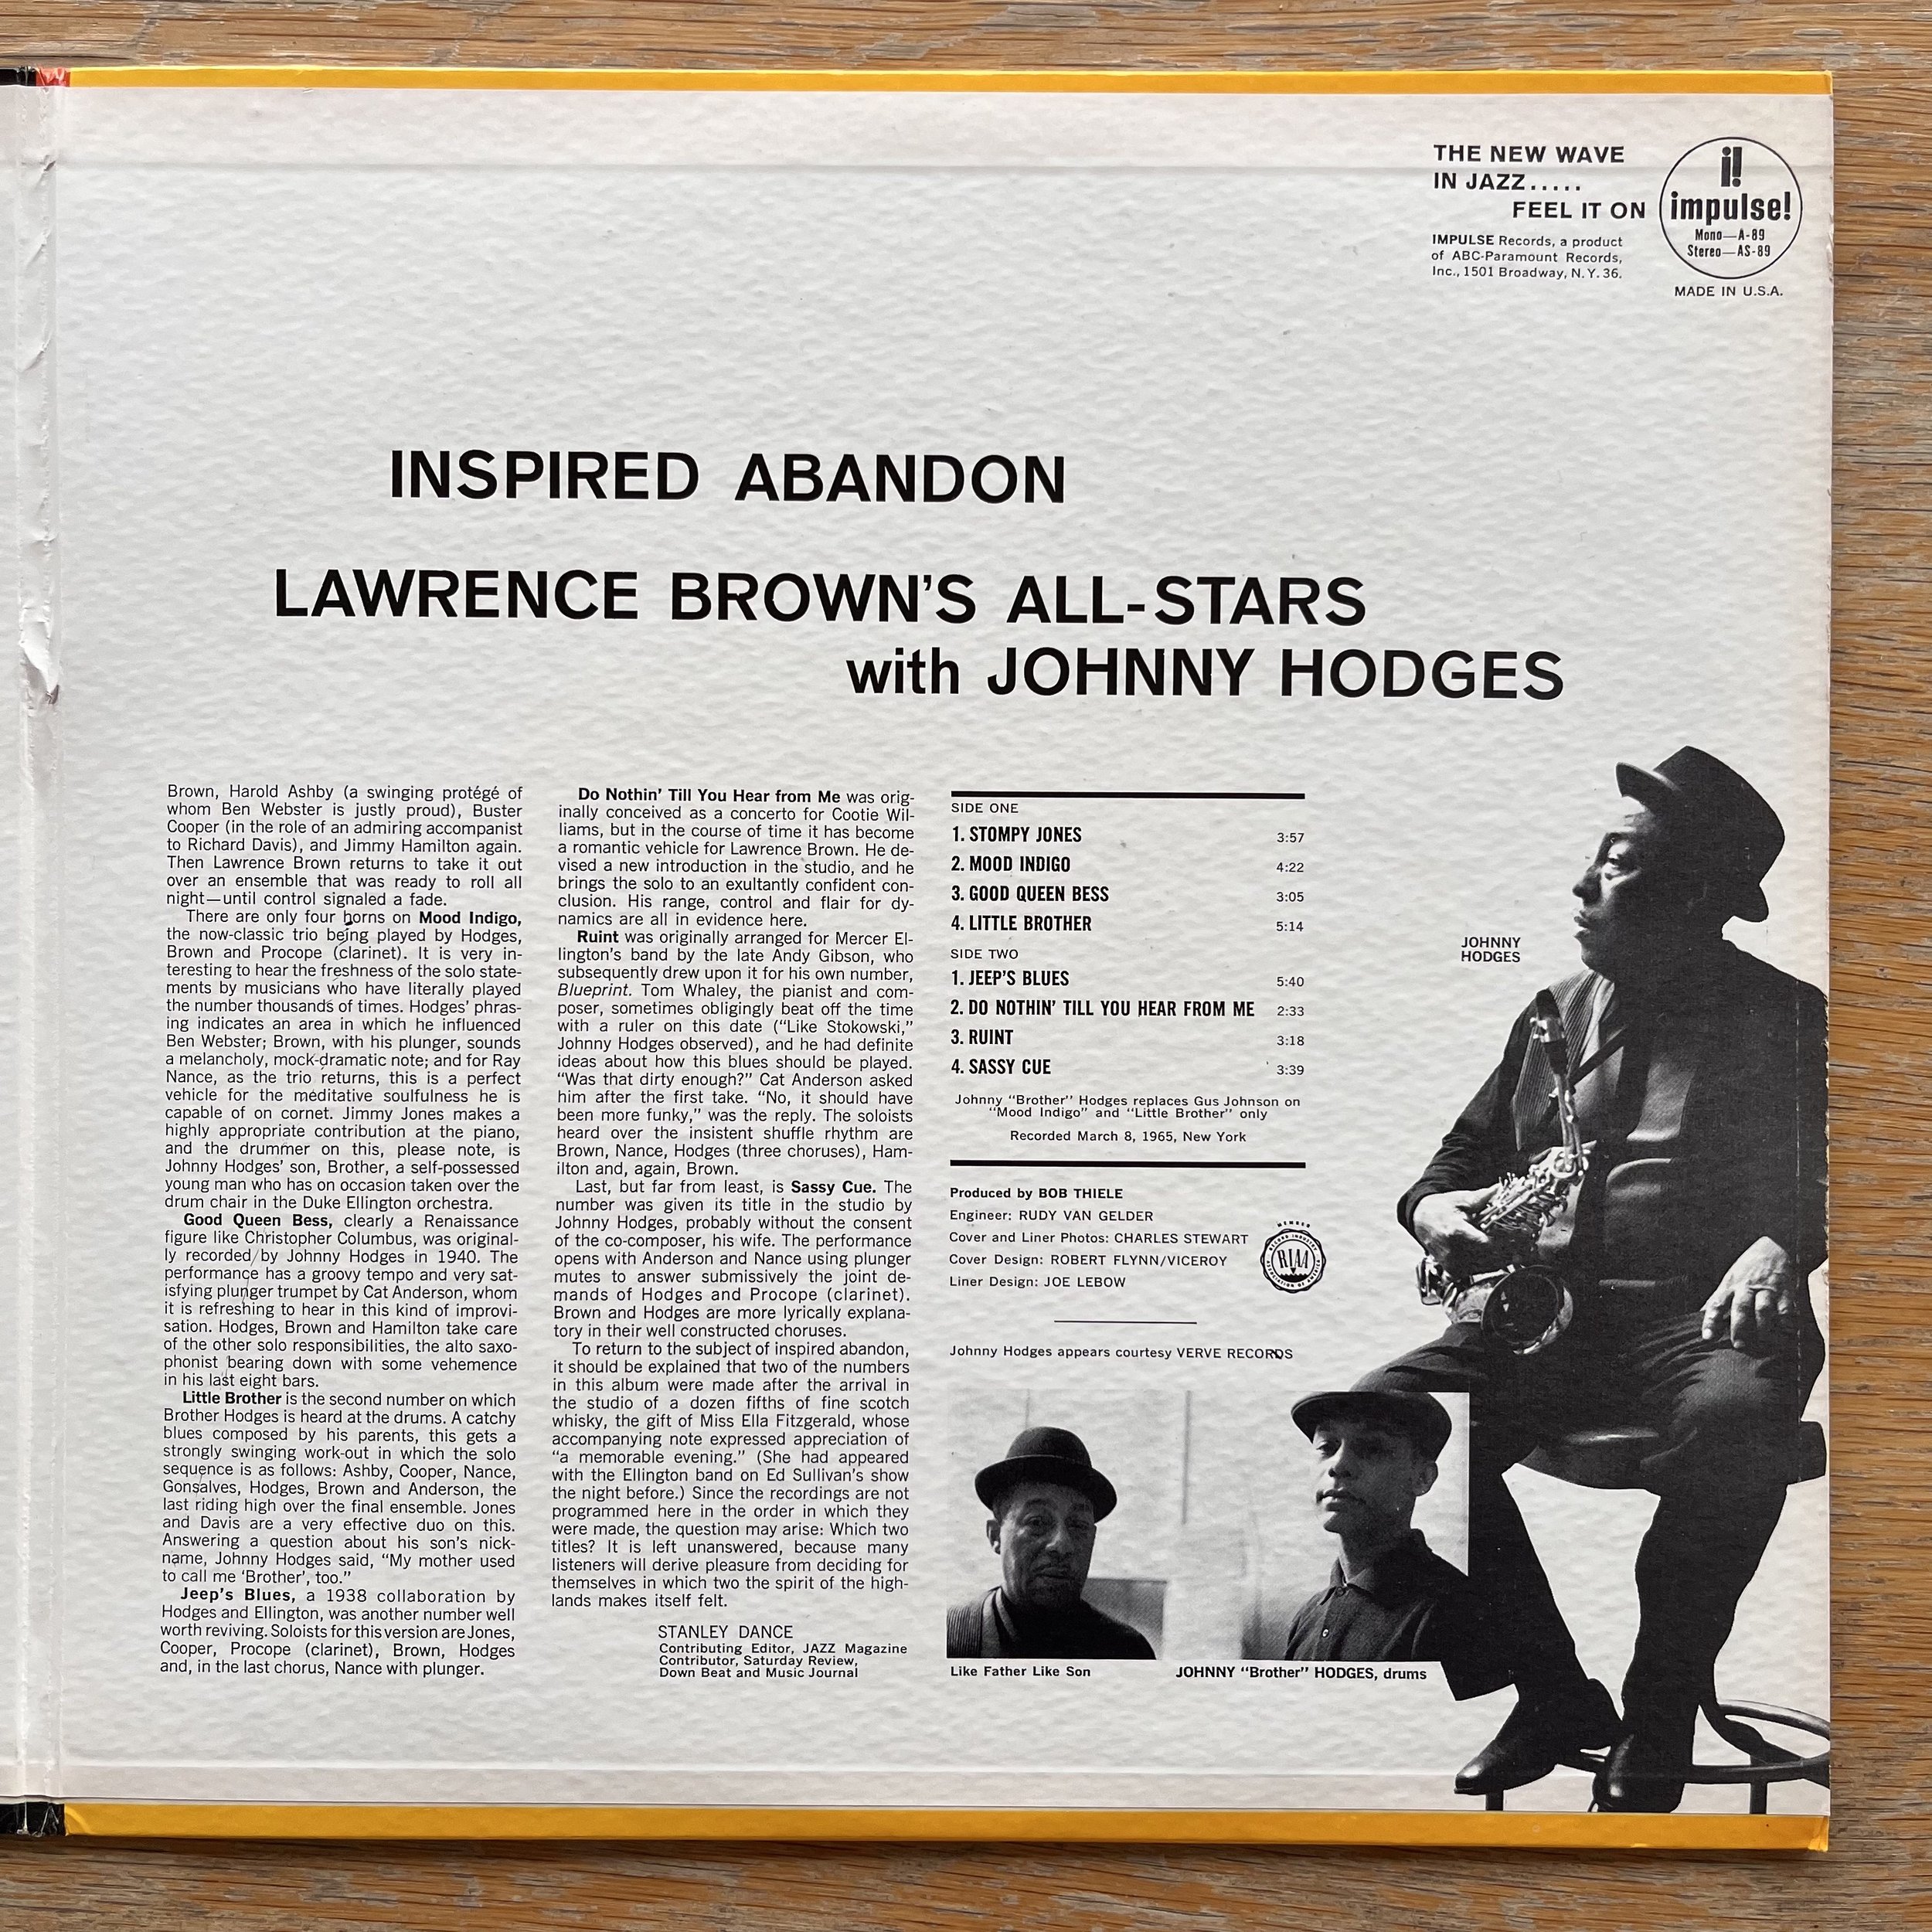 THE NEW WAVE
IN JAZZ.....
FEEL IT ON
IMPULSE Records, a product
of ABC-Paramount Records,
Inc., 1501 Broadway, N.Y. 36.
i!
impulse!
Mono—A-89
Stereo—AS-89
MADE IN U.S.A.
INSPIRED ABANDON
LAWRENCE BROWN'S ALL-STARS
with JOHNNY HODGES
Brown, Harold Ashby (a swinging protégé of
whom Ben Webster is justly proud), Buster
Cooper (in the role of an admiring accompanist
to Richard Davis), and Jimmy Hamilton again.
Then Lawrence Brown returns to take it out
over an ensemble that was ready to roll all
night—until control signaled a fade.
There are only four horns on Mood Indigo,
the now-classic trio being played by Hodges,
Brown and Procope (clarinet). It is very in-
teresting to hear the freshness of the solo state-
ments by musicians who have literally played
the number thousands of times. Hodges' phras-
ing indicates an area in which he influenced
Ben Webster; Brown, with his plunger, sounds
a melancholy, mock-dramatic note; and for Ray
Nance, as the trio returns, this is a perfect
vehicle for the meditative soulfulness he is
capable of on cornet. Jimmy Jones makes a
highly appropriate contribution at the piano,
and the drummer on this, please note, is
Johnny Hodges' son, Brother, a self-possessed
young man who has on occasion taken over the
drum chair in the Duke Ellington orchestra.
Good Queen Bess, clearly a Renaissance
figure like Christopher Columbus, was original-
ly recorded by Johnny Hodges in 1940. The
performance has a groovy tempo and very sat-
isfying plunger trumpet by Cat Anderson, whom
it is refreshing to hear in this kind of improvi-
sation. Hodges, Brown and Hamilton take care
of the other solo responsibilities, the alto saxo-
phonist bearing down with some vehemence
in his last eight bars.
Little Brother is the second number on which
Brother Hodges is heard at the drums. A catchy
blues composed by his parents, this gets a
strongly swinging work-out in which the solo
sequence is as follows: Ashby, Cooper, Nance,
Gonsalves, Hodges, Brown and Anderson, the
last riding high over the final ensemble. Jones
and Davis are a very effective duo on this.
Answering a question about his son's nick-
name, Johnny Hodges said, "My mother used
to call me 'Brother', too."
Jeep's Blues, a 1938 collaboration by
Hodges and Ellington, was another number well
worth reviving. Soloists for this version are Jones,
Cooper, Procope (clarinet), Brown, Hodges
and, in the last chorus, Nance with plunger.
Do Nothin' Till You Hear from Me was orig-
inally conceived as a concerto for Cootie Wil-
liams, but in the course of time it has become
a romantic vehicle for Lawrence Brown. He de-
vised a new introduction in the studio, and he
brings the solo to an exultantly confident con-
clusion. His range, control and flair for dy-
namics are all in evidence here.
Ruint was originally arranged for Mercer El-
lington's band by the late Andy Gibson, who
subsequently drew upon it for his own number,
Blueprint. Tom Whaley, the pianist and com-
poser, sometimes obligingly beat off the time
with a ruler on this date ("Like Stokowski,"
Johnny Hodges observed), and he had definite
ideas about how this blues should be played.
"Was that dirty enough?" Cat Anderson asked
him after the first take. "No, it should have
been more funky," was the reply. The soloists
heard over the insistent shuffle rhythm are
Brown, Nance, Hodges (three choruses), Ham-
ilton and, again, Brown.
Last, but far from least, is Sassy Cue. The
number was given its title in the studio by
Johnny Hodges, probably without the consent
of the co-composer, his wife. The performance
opens with Anderson and Nance using plunger
mutes to answer submissively the joint de-
mands of Hodges and Procope (clarinet).
Brown and Hodges are more lyrically explana-
tory in their well constructed choruses.
To return to the subject of inspired abandon,
it should be explained that two of the numbers
in this album were made after the arrival in
the studio of a dozen fifths of fine scotch
whisky, the gift of Miss Ella Fitzgerald, whose
accompanying note expressed appreciation of
"a memorable evening." (She had appeared
with the Ellington band on Ed Sullivan's show
the night before.) Since the recordings are not
programmed here in the order in which they
were made, the question may arise: Which two
titles? It is left unanswered, because many
listeners will derive pleasure from deciding for
themselves in which two the spirit of the high-
lands makes itself felt.
STANLEY DANCE
Contributing Editor, JAZZ Magazine
Contributor, Saturday Review,
Down Beat and Music Journal
SIDE ONE
1. STOMPY JONES 3:57
2. MOOD INDIGO 4:22
3. GOOD QUEEN BESS 3:05
4. LITTLE BROTHER 5:14
SIDE TWO
1. JEEP'S BLUES 5:40
2. DO NOTHIN' TILL YOU HEAR FROM ME 2:33
3. RUINT 3:18
4. SASSY CUE 3:39
Johnny "Brother" Hodges replaces Gus Johnson on
"Mood Indigo" and "Little Brother" only
Recorded March 8, 1965, New York
Produced by BOB THIELE
Engineer: RUDY VAN GELDER
Cover and Liner Photos: CHARLES STEWART
Cover Design: ROBERT FLYNN/VICEROY
Liner Design: JOE LEBOW
MEMBER
RECORD INDUSTRY ASSOCIATION OF AMERICA
RIAA
Johnny Hodges appears courtesy VERVE RECORDS
JOHNNY
HODGES
Like Father Like Son
JOHNNY "Brother" HODGES, drums